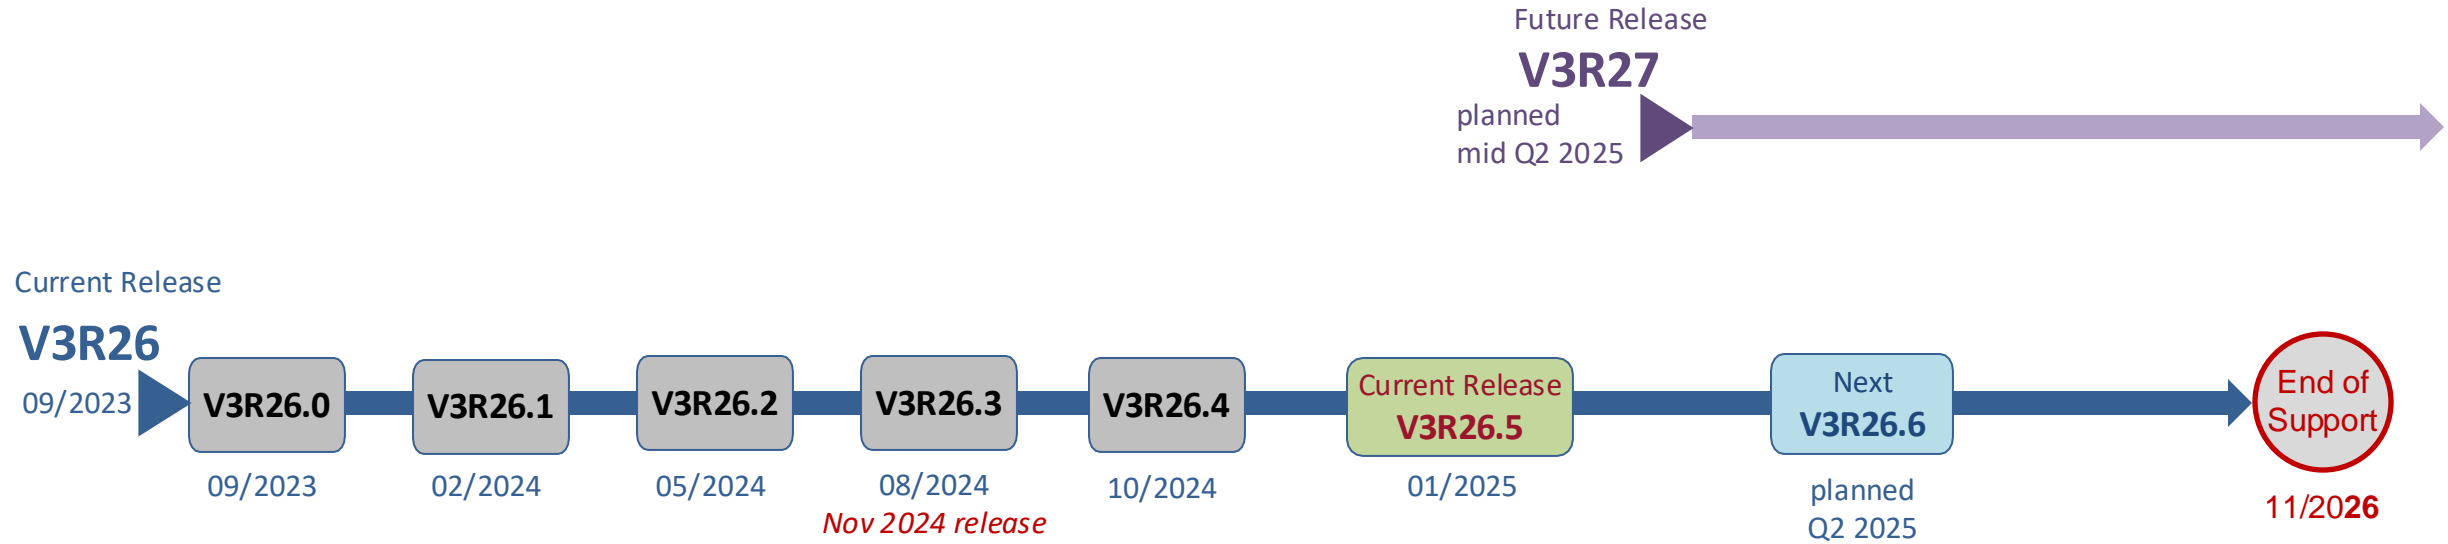 Future Release
V3R27
planned
mid Q2 2025
Current Release
V3R26
09/2023
V3R26.0
09/2023
V3R26.1
02/2024
V3R26.2
05/2024
V3R26.3
08/2024
Nov 2024 release
V3R26.4
10/2024
Current Release
V3R26.5
01/2025
Next
V3R26.6
planned
Q2 2025
End of
Support
11/2026